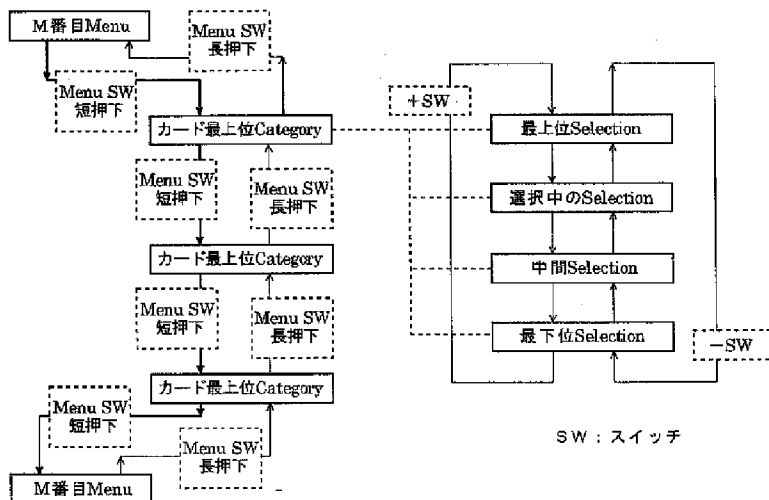 M番目Menu
Menu SW
長押下
Menu SW
短押下
カード最上位Category
Menu SW
短押下
Menu SW
長押下
カード最上位Category
Menu SW
短押下
Menu SW
長押下
カード最上位Category
Menu SW
短押下
Menu SW
長押下
M番目Menu
+SW
最上位Selection
選択中のSelection
中間Selection
最下位Selection
−SW
SW:スイッチ